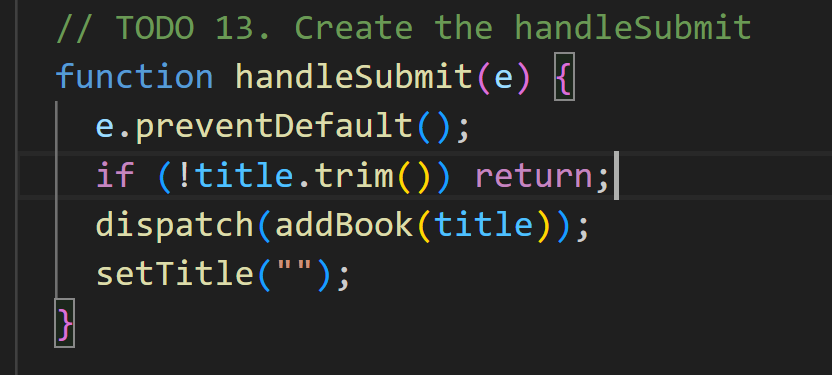 // TODO 13. Create the handleSubmit
function handleSubmit(e) {
e.preventDefault();
if (!title.trim()) return;
dispatch(addBook(title));
setTitle("");
}